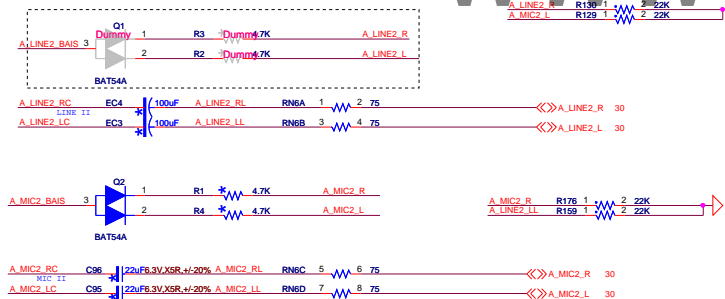 A_LINE2_R R130 1 2 22K
A_MIC2_L R129 1 2 22K
Q1
Dummy 1 R3 Dummy 4.7K A_LINE2_R
A_LINE2_BAIS 3
2 R2 Dummy 4.7K A_LINE2_L
BAT54A
A_LINE2_RC EC4 100uF A_LINE2_RL RN6A 1 2 75 A_LINE2_R 30
LINE II
A_LINE2_LC EC3 100uF A_LINE2_LL RN6B 3 4 75 A_LINE2_L 30
Q2
1 R1 4.7K A_MIC2_R
A_MIC2_BAIS 3
2 R4 4.7K A_MIC2_L
BAT54A
A_MIC2_R R176 1 2 22K
A_LINE2_LL R159 1 2 22K
A_MIC2_RC C96 22uF6.3V,X5R,+/-20% A_MIC2_RL RN6C 5 6 75 A_MIC2_R 30
MIC II
A_MIC2_LC C95 22uF6.3V,X5R,+/-20% A_MIC2_LL RN6D 7 8 75 A_MIC2_L 30